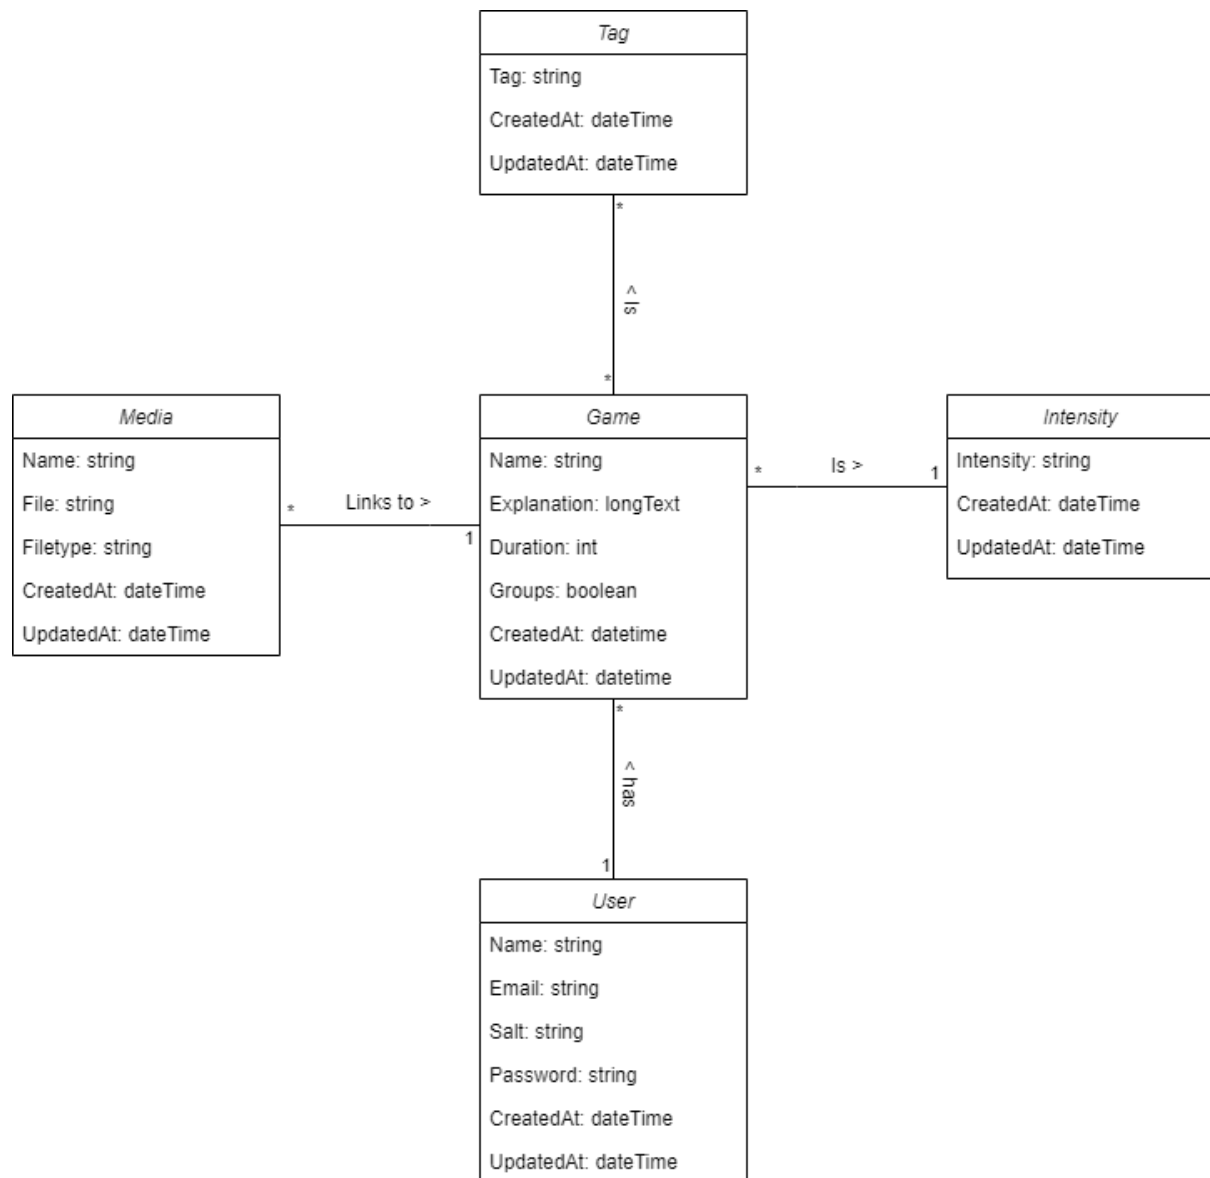 Tag
Tag: string
CreatedAt: dateTime
UpdatedAt: dateTime
*
< Is
*
Media
Name: string
File: string
Filetype: string
CreatedAt: dateTime
UpdatedAt: dateTime
*
Links to >
1
Game
Name: string
Explanation: longText
Duration: int
Groups: boolean
CreatedAt: datetime
UpdatedAt: datetime
*
Is >
1
Intensity
Intensity: string
CreatedAt: dateTime
UpdatedAt: dateTime
*
< has
1
User
Name: string
Email: string
Salt: string
Password: string
CreatedAt: dateTime
UpdatedAt: dateTime